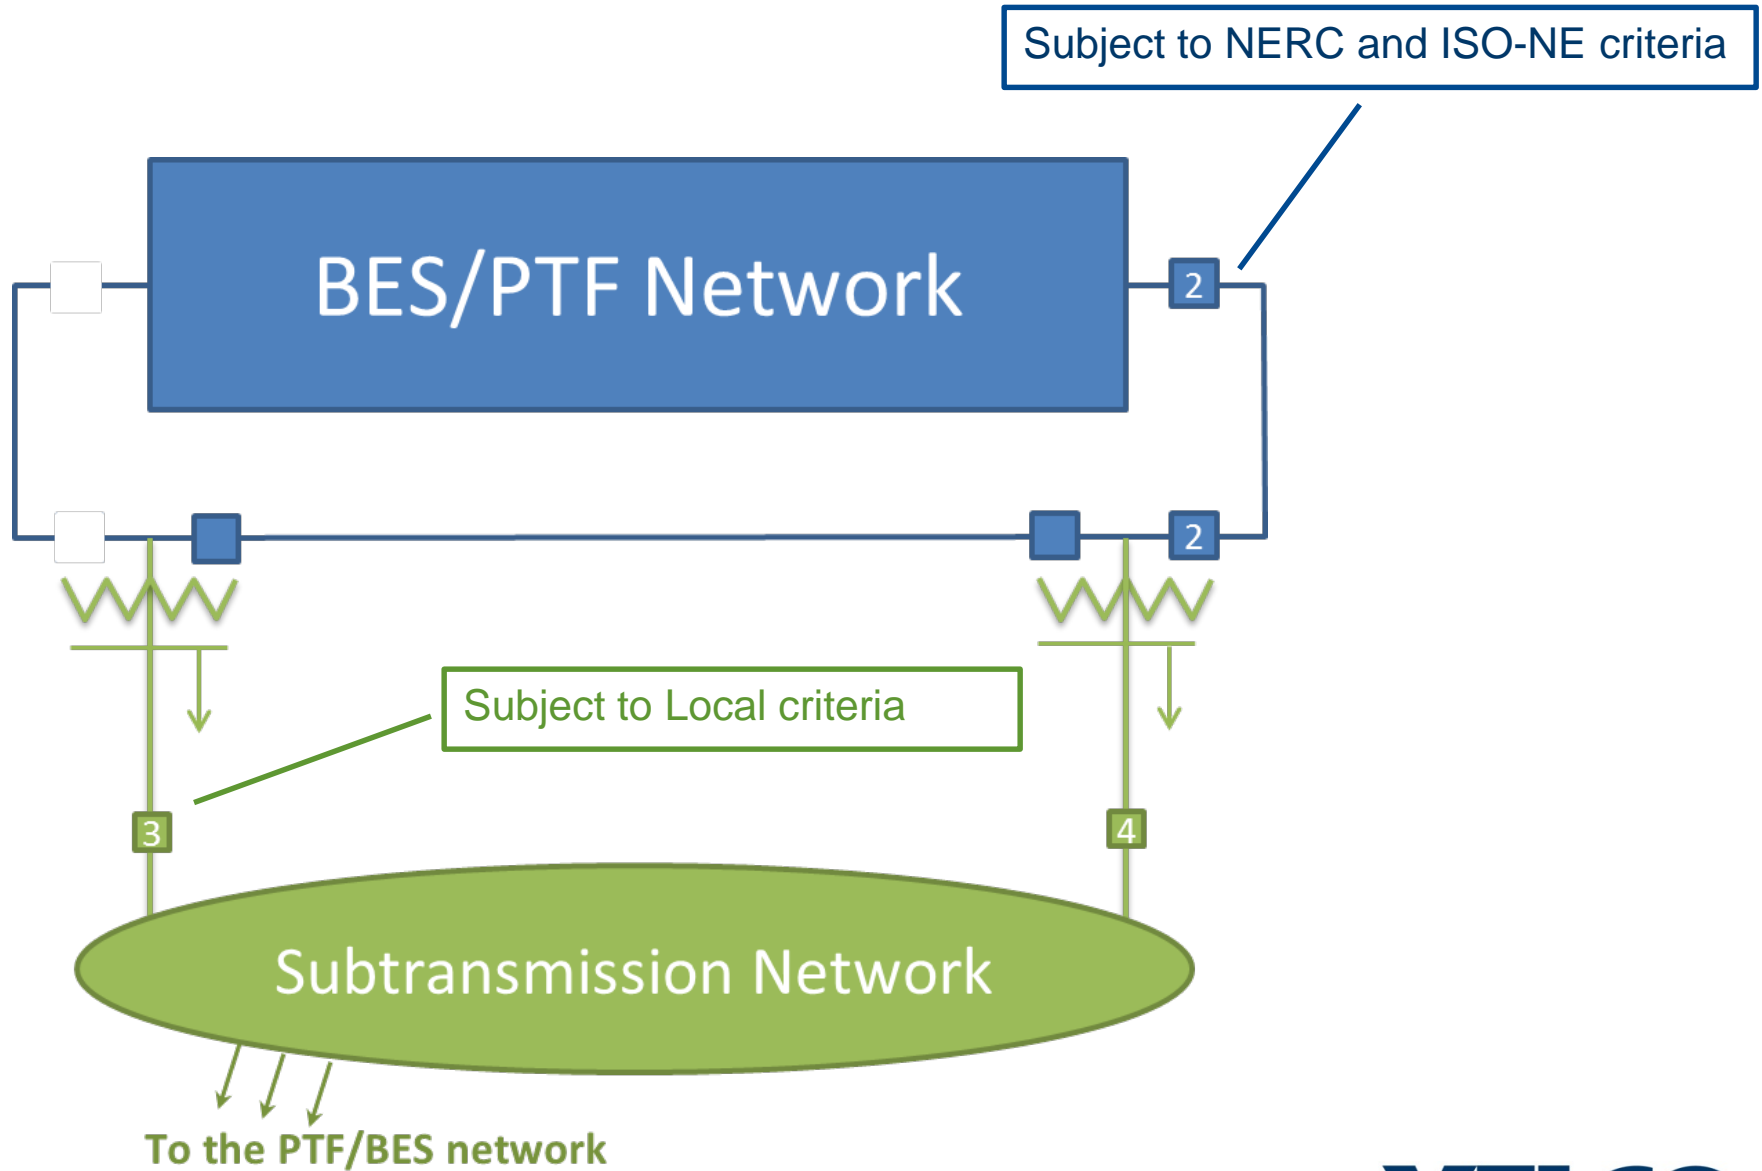 Subject to NERC and ISO-NE criteria
BES/PTF Network
2
2
Subject to Local criteria
3
4
Subtransmission Network
To the PTF/BES network